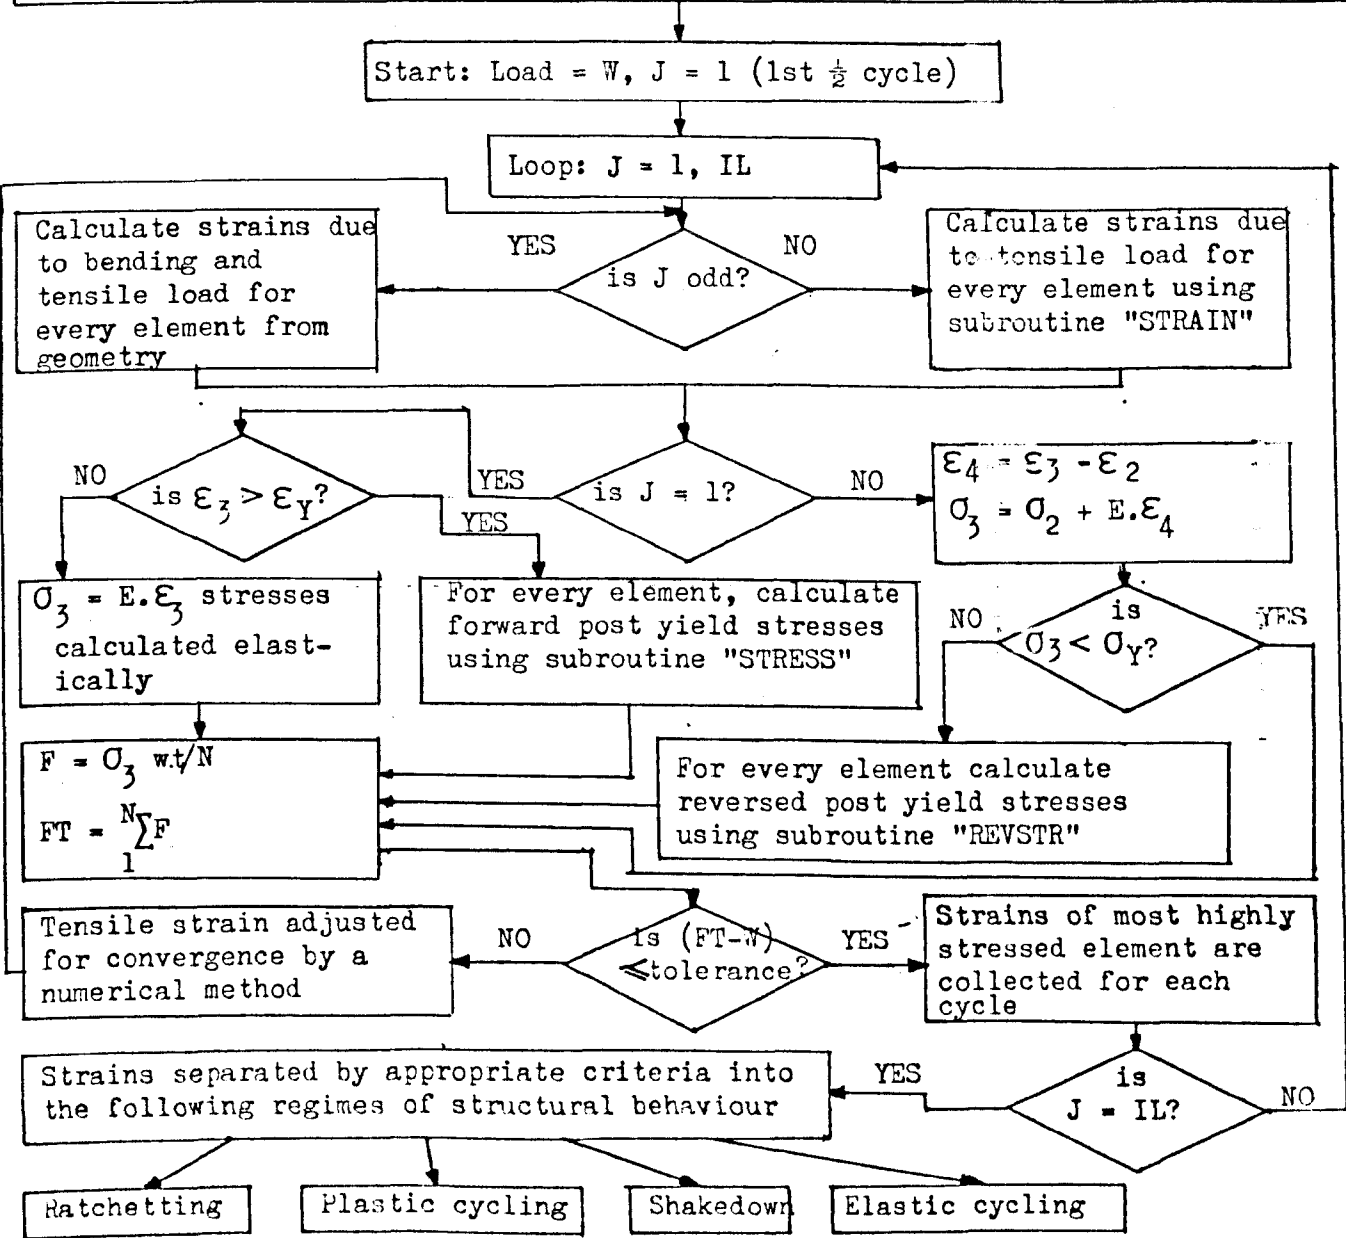 Start: Load = W, J = 1 (1st ½ cycle)
Loop: J = 1, IL
Calculate strains due
to bending and
tensile load for
every element from
geometry
YES
is J odd?
NO
Calculate strains due
to tensile load for
every element using
subroutine "STRAIN"
NO
is ε3 > εY?
YES
YES
is J = 1?
NO
ε4 = ε3 - ε2
σ3 = σ2 + E.ε4
σ3 = E.ε3 stresses
calculated elast-
ically
For every element, calculate
forward post yield stresses
using subroutine "STRESS"
NO
is
σ3 < σY?
YES
F = σ3 w.t/N
FT = N∑F
1
For every element calculate
reversed post yield stresses
using subroutine "REVSTR"
Tensile strain adjusted
for convergence by a
numerical method
NO
is (FT-W)
⩽tolerance?
YES
Strains of most highly
stressed element are
collected for each
cycle
Strains separated by appropriate criteria into
the following regimes of structural behaviour
YES
is
J = IL?
NO
Ratchetting
Plastic cycling
Shakedown
Elastic cycling